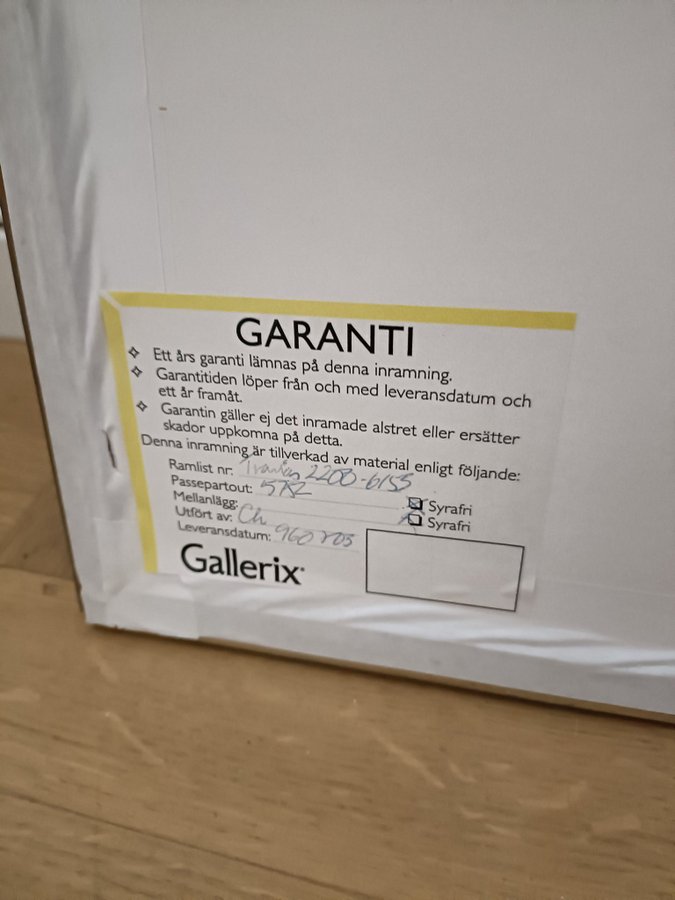 GARANTI
✧ Ett års garanti lämnas på denna inramning.
✧ Garantitiden löper från och med leveransdatum och
ett år framåt.
✧ Garantin gäller ej det inramade alstret eller ersätter
skador uppkomna på detta.
Denna inramning är tillverkad av material enligt följande:
Ramlist nr: 2200-6155
Passepartout:
Mellanlägg: Syrafri
Utfört av: Ch Syrafri
Leveransdatum: 960703
Gallerix